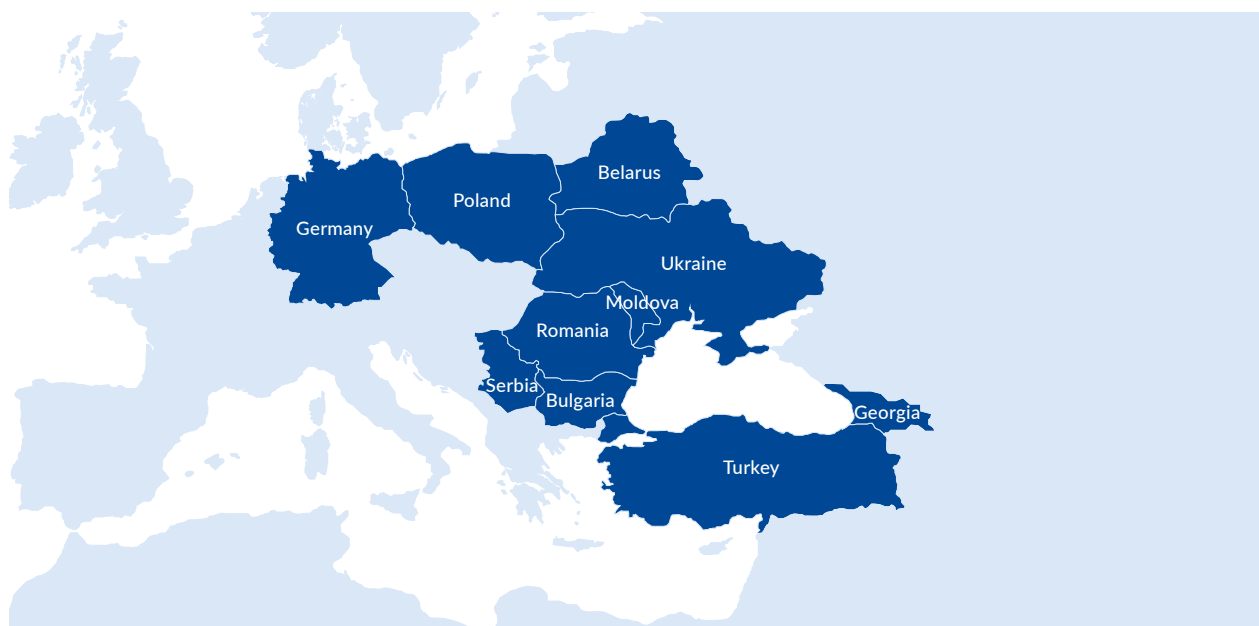 Belarus
Poland
Germany
Ukraine
Moldova
Romania
Serbia
Bulgaria
Georgia
Turkey